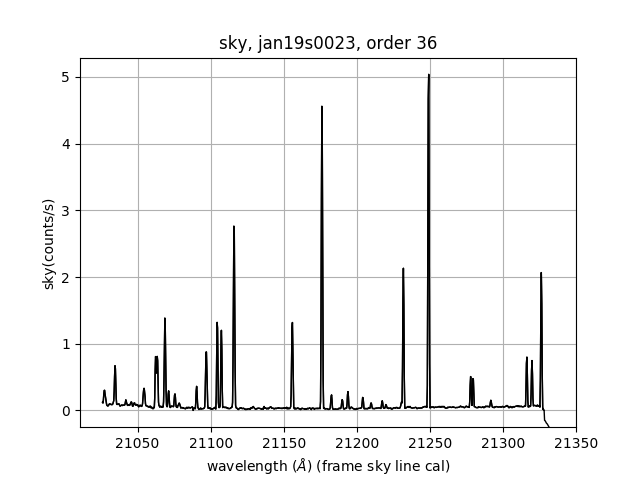 sky, jan19s0023, order 36
5
4
3
2
1
0
sky(counts/s)
21050 21100 21150 21200 21250 21300 21350
wavelength (Å) (frame sky line cal)